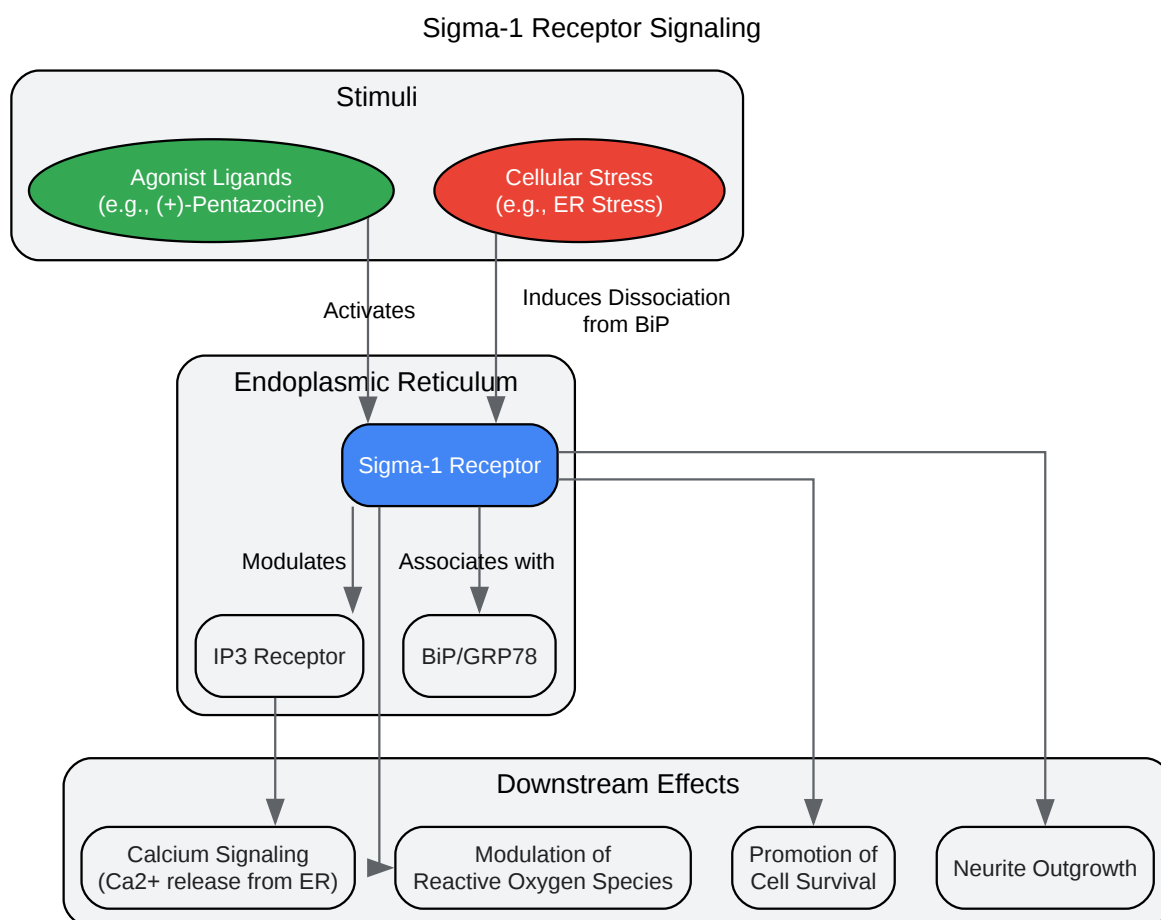 Sigma-1 Receptor Signaling
Stimuli
Agonist Ligands
(e.g., (+)-Pentazocine)
Cellular Stress
(e.g., ER Stress)
Activates
Induces Dissociation
from BiP
Endoplasmic Reticulum
Sigma-1 Receptor
Modulates
Associates with
IP3 Receptor
BiP/GRP78
Downstream Effects
Calcium Signaling
(Ca2+ release from ER)
Modulation of
Reactive Oxygen Species
Promotion of
Cell Survival
Neurite Outgrowth